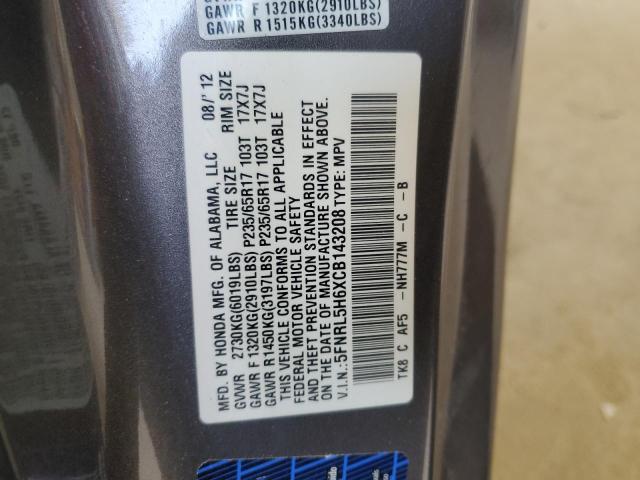 GAWR F 1320KG(2910LBS)
GAWR R 1515KG(3340LBS)
MFD. BY HONDA MFG. OF ALABAMA, LLC 08/'12
TIRE SIZE RIM SIZE
GVWR 2730KG(6019LBS)
GAWR F 1320KG(2910LBS) P235/65R17 103T 17X7J
GAWR R1450KG(3197LBS) P235/65R17 103T 17X7J
THIS VEHICLE CONFORMS TO ALL APPLICABLE
FEDERAL MOTOR VEHICLE SAFETY
AND THEFT PREVENTION STANDARDS IN EFFECT
ON THE DATE OF MANUFACTURE SHOWN ABOVE.
V.I.N.:5FNRL5H6XCB143208 TYPE: MPV
TK8 C AF5 -NH777M -C -B